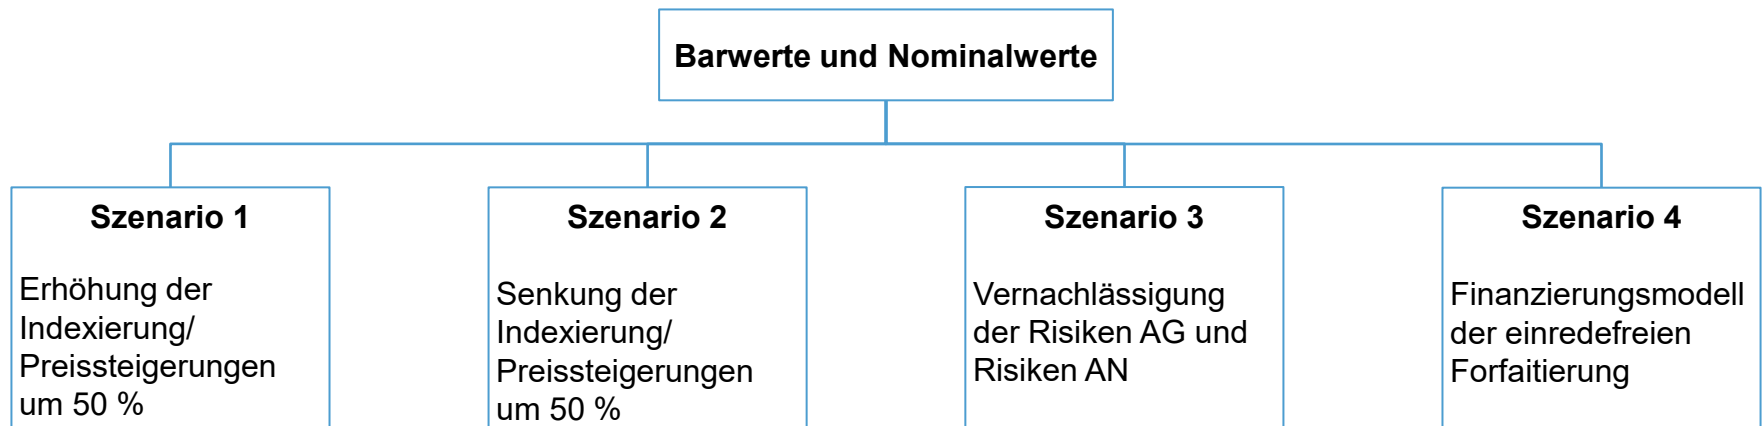 Barwerte und Nominalwerte
Szenario 1
Erhöhung der
Indexierung/
Preissteigerungen
um 50 %
Szenario 2
Senkung der
Indexierung/
Preissteigerungen
um 50 %
Szenario 3
Vernachlässigung
der Risiken AG und
Risiken AN
Szenario 4
Finanzierungsmodell
der einredefreien
Forfaitierung